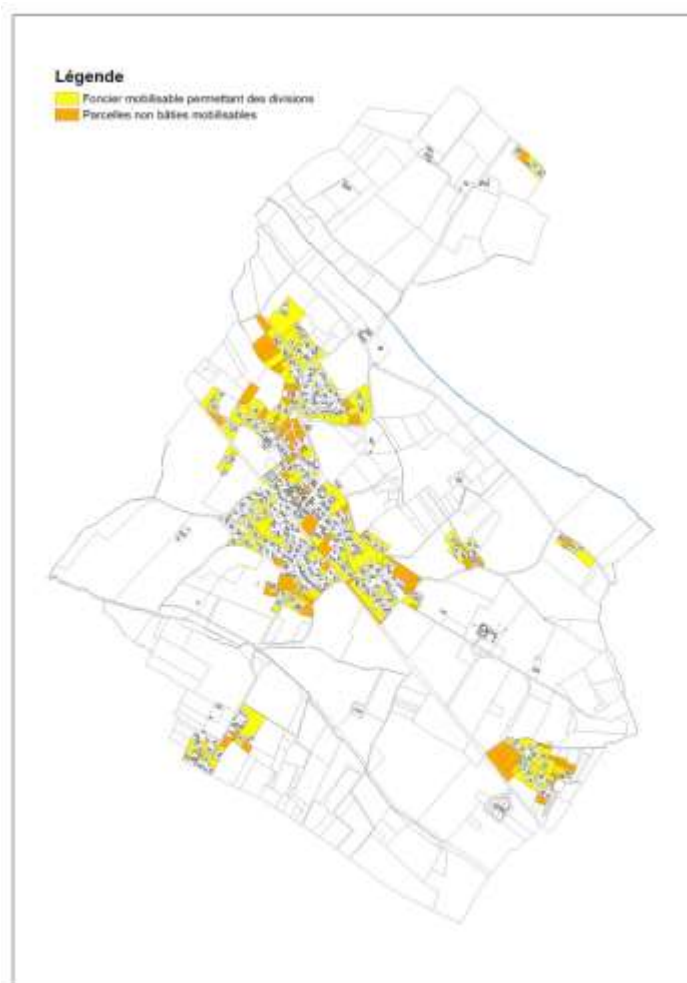 Légende
Foncier mobilisable permettant des divisions
Parcelles non bâties mobilisables